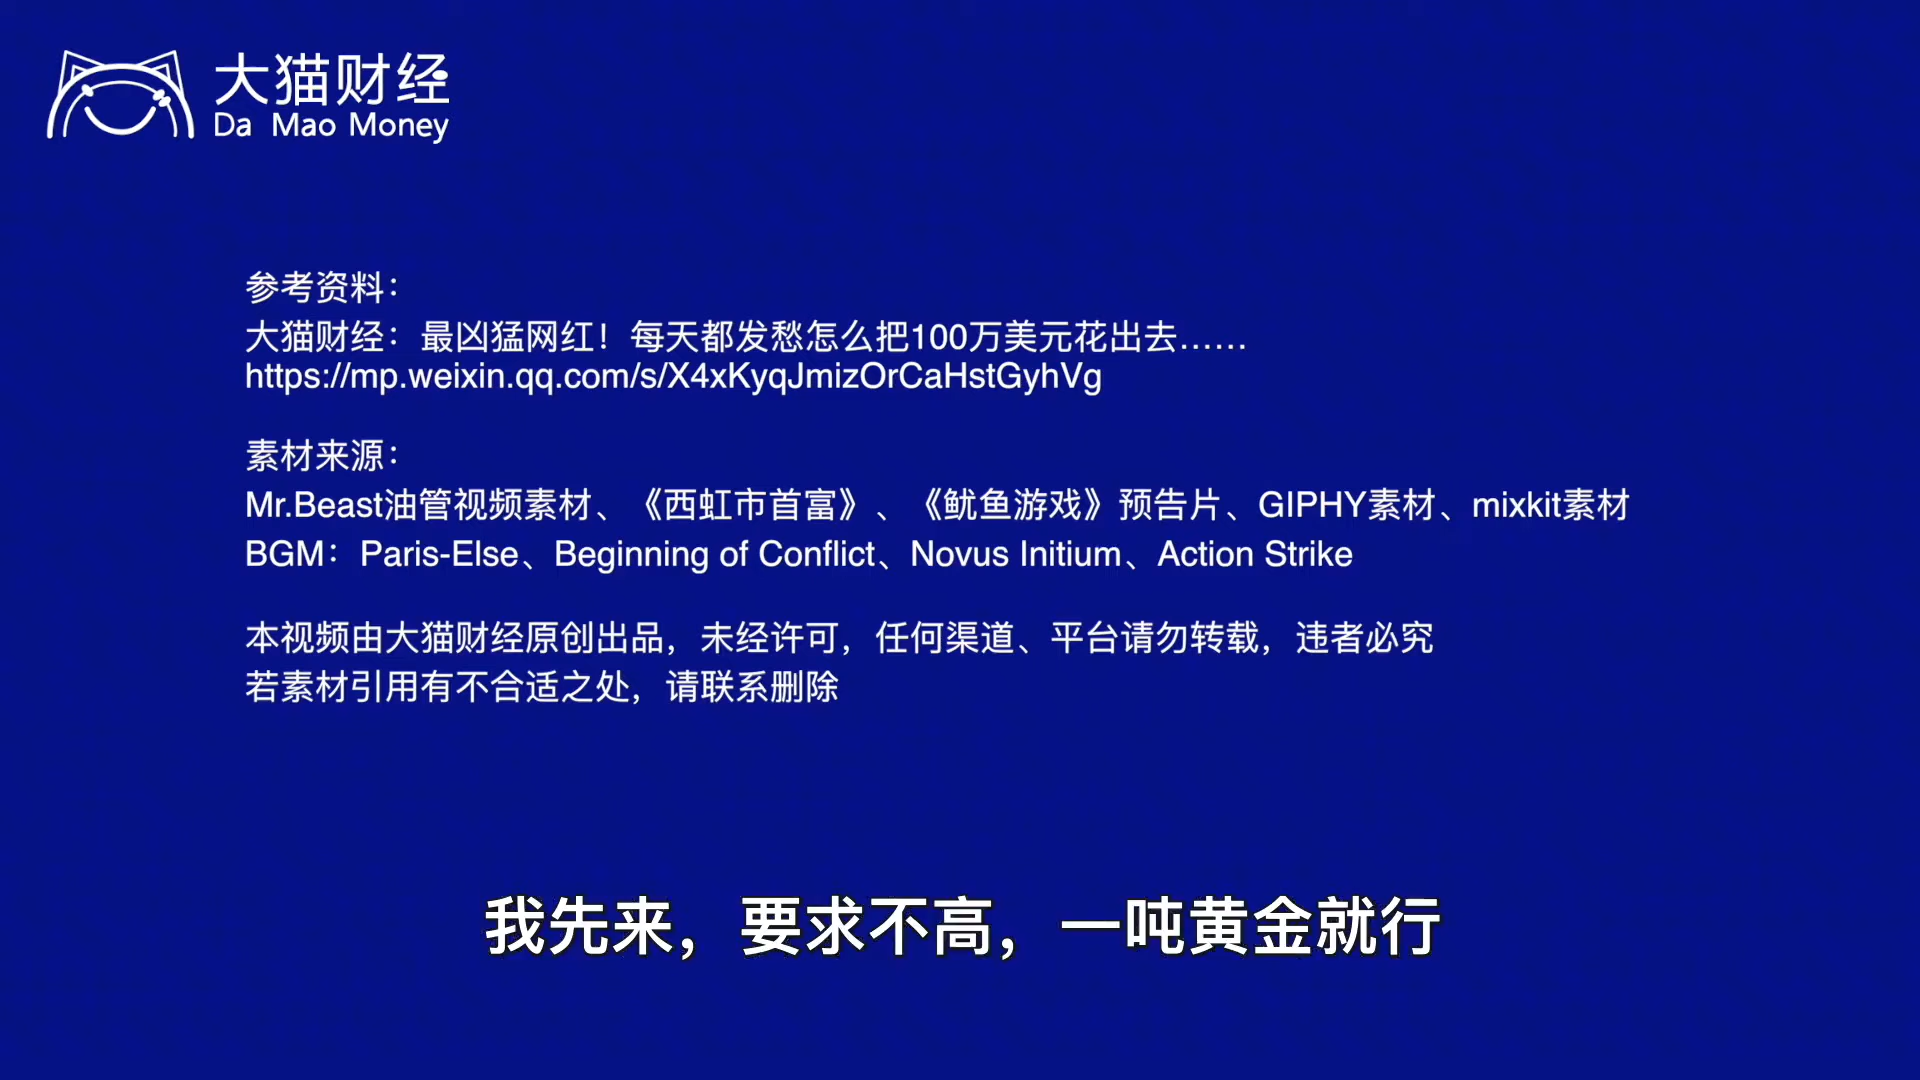 大猫财经
Da Mao Money
参考资料：
大猫财经：最凶猛网红！每天都发愁怎么把100万美元花出去……
https://mp.weixin.qq.com/s/X4xKyqJmizOrCaHstGyhVg
素材来源：
Mr.Beast油管视频素材、《西虹市首富》、《鱿鱼游戏》预告片、GIPHY素材、mixkit素材
BGM：Paris-Else、Beginning of Conflict、Novus Initium、Action Strike
本视频由大猫财经原创出品，未经许可，任何渠道、平台请勿转载，违者必究
若素材引用有不合适之处，请联系删除
我先来，要求不高，一吨黄金就行